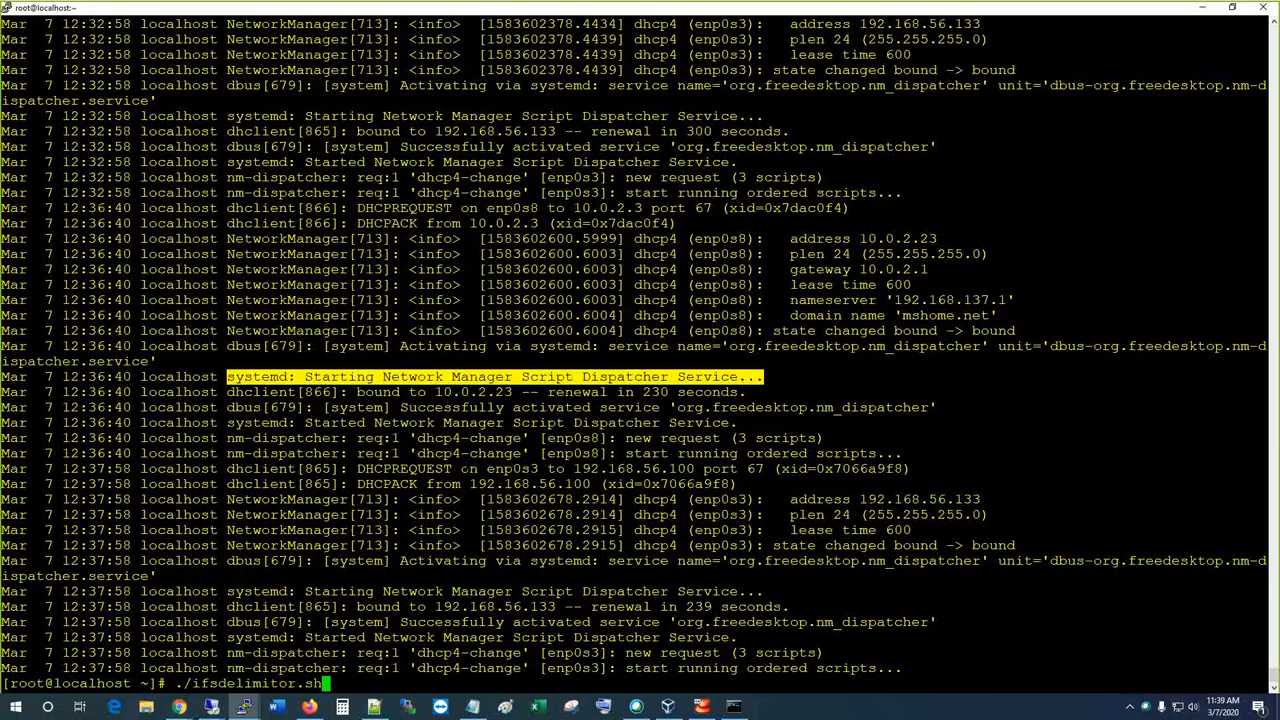 root@localhost:~
Mar  7 12:32:58 localhost NetworkManager[713]: <info>  [1583602378.4434] dhcp4 (enp0s3):   address 192.168.56.133
Mar  7 12:32:58 localhost NetworkManager[713]: <info>  [1583602378.4439] dhcp4 (enp0s3):   plen 24 (255.255.255.0)
Mar  7 12:32:58 localhost NetworkManager[713]: <info>  [1583602378.4439] dhcp4 (enp0s3):   lease time 600
Mar  7 12:32:58 localhost NetworkManager[713]: <info>  [1583602378.4439] dhcp4 (enp0s3): state changed bound -> bound
Mar  7 12:32:58 localhost dbus[679]: [system] Activating via systemd: service name='org.freedesktop.nm_dispatcher' unit='dbus-org.freedesktop.nm-d
ispatcher.service'
Mar  7 12:32:58 localhost systemd: Starting Network Manager Script Dispatcher Service...
Mar  7 12:32:58 localhost dhclient[865]: bound to 192.168.56.133 -- renewal in 300 seconds.
Mar  7 12:32:58 localhost dbus[679]: [system] Successfully activated service 'org.freedesktop.nm_dispatcher'
Mar  7 12:32:58 localhost systemd: Started Network Manager Script Dispatcher Service.
Mar  7 12:32:58 localhost nm-dispatcher: req:1 'dhcp4-change' [enp0s3]: new request (3 scripts)
Mar  7 12:32:58 localhost nm-dispatcher: req:1 'dhcp4-change' [enp0s3]: start running ordered scripts...
Mar  7 12:36:40 localhost dhclient[866]: DHCPREQUEST on enp0s8 to 10.0.2.3 port 67 (xid=0x7dac0f4)
Mar  7 12:36:40 localhost dhclient[866]: DHCPACK from 10.0.2.3 (xid=0x7dac0f4)
Mar  7 12:36:40 localhost NetworkManager[713]: <info>  [1583602600.5999] dhcp4 (enp0s8):   address 10.0.2.23
Mar  7 12:36:40 localhost NetworkManager[713]: <info>  [1583602600.6003] dhcp4 (enp0s8):   plen 24 (255.255.255.0)
Mar  7 12:36:40 localhost NetworkManager[713]: <info>  [1583602600.6003] dhcp4 (enp0s8):   gateway 10.0.2.1
Mar  7 12:36:40 localhost NetworkManager[713]: <info>  [1583602600.6003] dhcp4 (enp0s8):   lease time 600
Mar  7 12:36:40 localhost NetworkManager[713]: <info>  [1583602600.6003] dhcp4 (enp0s8):   nameserver '192.168.137.1'
Mar  7 12:36:40 localhost NetworkManager[713]: <info>  [1583602600.6004] dhcp4 (enp0s8):   domain name 'mshome.net'
Mar  7 12:36:40 localhost NetworkManager[713]: <info>  [1583602600.6004] dhcp4 (enp0s8): state changed bound -> bound
Mar  7 12:36:40 localhost dbus[679]: [system] Activating via systemd: service name='org.freedesktop.nm_dispatcher' unit='dbus-org.freedesktop.nm-d
ispatcher.service'
Mar  7 12:36:40 localhost systemd: Starting Network Manager Script Dispatcher Service...
Mar  7 12:36:40 localhost dhclient[866]: bound to 10.0.2.23 -- renewal in 230 seconds.
Mar  7 12:36:40 localhost dbus[679]: [system] Successfully activated service 'org.freedesktop.nm_dispatcher'
Mar  7 12:36:40 localhost systemd: Started Network Manager Script Dispatcher Service.
Mar  7 12:36:40 localhost nm-dispatcher: req:1 'dhcp4-change' [enp0s8]: new request (3 scripts)
Mar  7 12:36:40 localhost nm-dispatcher: req:1 'dhcp4-change' [enp0s8]: start running ordered scripts...
Mar  7 12:37:58 localhost dhclient[865]: DHCPREQUEST on enp0s3 to 192.168.56.100 port 67 (xid=0x7066a9f8)
Mar  7 12:37:58 localhost dhclient[865]: DHCPACK from 192.168.56.100 (xid=0x7066a9f8)
Mar  7 12:37:58 localhost NetworkManager[713]: <info>  [1583602678.2914] dhcp4 (enp0s3):   address 192.168.56.133
Mar  7 12:37:58 localhost NetworkManager[713]: <info>  [1583602678.2914] dhcp4 (enp0s3):   plen 24 (255.255.255.0)
Mar  7 12:37:58 localhost NetworkManager[713]: <info>  [1583602678.2915] dhcp4 (enp0s3):   lease time 600
Mar  7 12:37:58 localhost NetworkManager[713]: <info>  [1583602678.2915] dhcp4 (enp0s3): state changed bound -> bound
Mar  7 12:37:58 localhost dbus[679]: [system] Activating via systemd: service name='org.freedesktop.nm_dispatcher' unit='dbus-org.freedesktop.nm-d
ispatcher.service'
Mar  7 12:37:58 localhost systemd: Starting Network Manager Script Dispatcher Service...
Mar  7 12:37:58 localhost dhclient[865]: bound to 192.168.56.133 -- renewal in 239 seconds.
Mar  7 12:37:58 localhost dbus[679]: [system] Successfully activated service 'org.freedesktop.nm_dispatcher'
Mar  7 12:37:58 localhost systemd: Started Network Manager Script Dispatcher Service.
Mar  7 12:37:58 localhost nm-dispatcher: req:1 'dhcp4-change' [enp0s3]: new request (3 scripts)
Mar  7 12:37:58 localhost nm-dispatcher: req:1 'dhcp4-change' [enp0s3]: start running ordered scripts...
[root@localhost ~]# ./ifsdelimitor.sh
11:39 AM
3/7/2020